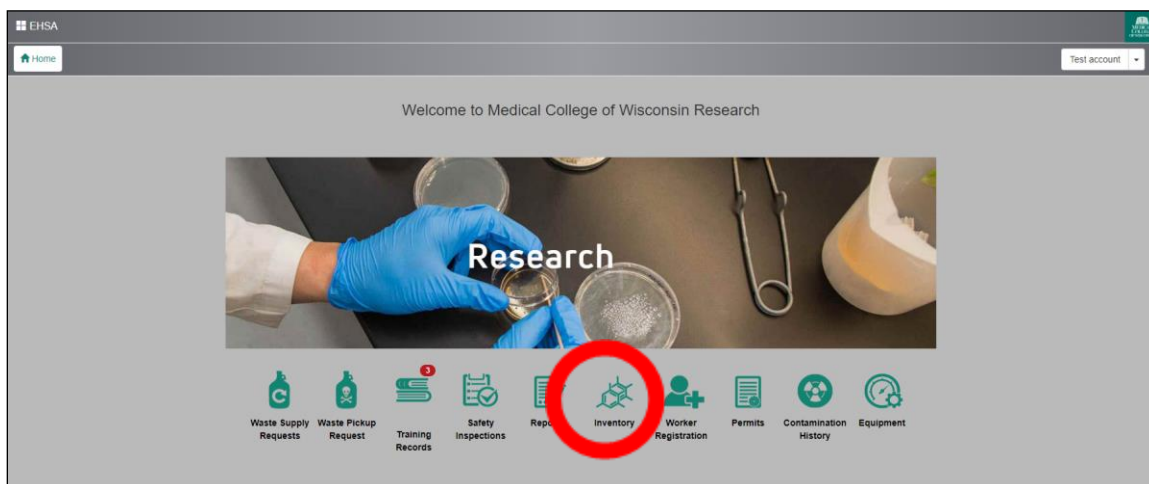 EHSA
Home
Test account
Welcome to Medical College of Wisconsin Research
Research
3
Waste Supply
Requests
Waste Pickup
Request
Training
Records
Safety
Inspections
Inventory
Worker
Registration
Permits
Contamination
History
Equipment